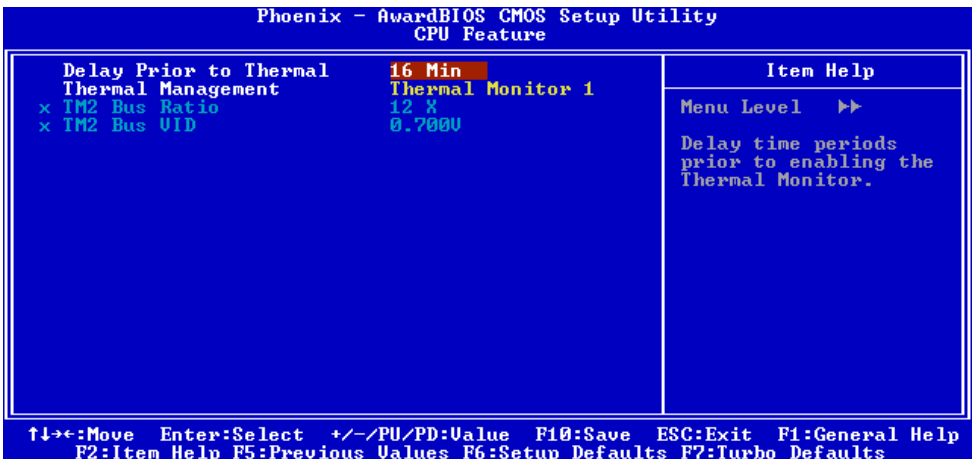 Phoenix - AwardBIOS CMOS Setup Utility
CPU Feature
Delay Prior to Thermal 16 Min
Thermal Management Thermal Monitor 1
x TM2 Bus Ratio 12 X
x TM2 Bus VID 0.700V
Item Help
Menu Level ▶▶
Delay time periods
prior to enabling the
Thermal Monitor.
↑↓→←:Move Enter:Select +/-/PU/PD:Value F10:Save ESC:Exit F1:General Help
F2:Item Help F5:Previous Values F6:Setup Defaults F7:Turbo Defaults